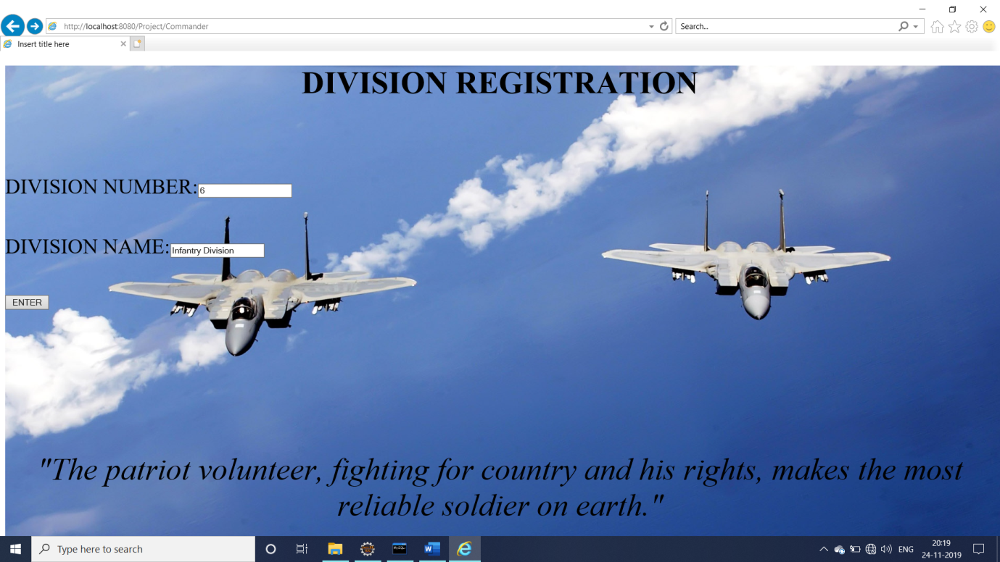 http://localhost:8080/Project/Commander
Search...
Insert title here
DIVISION REGISTRATION
DIVISION NUMBER: 6
DIVISION NAME: Infantry Division
ENTER
"The patriot volunteer, fighting for country and his rights, makes the most
reliable soldier on earth."
Type here to search
MySQL
ENG
20:19
24-11-2019